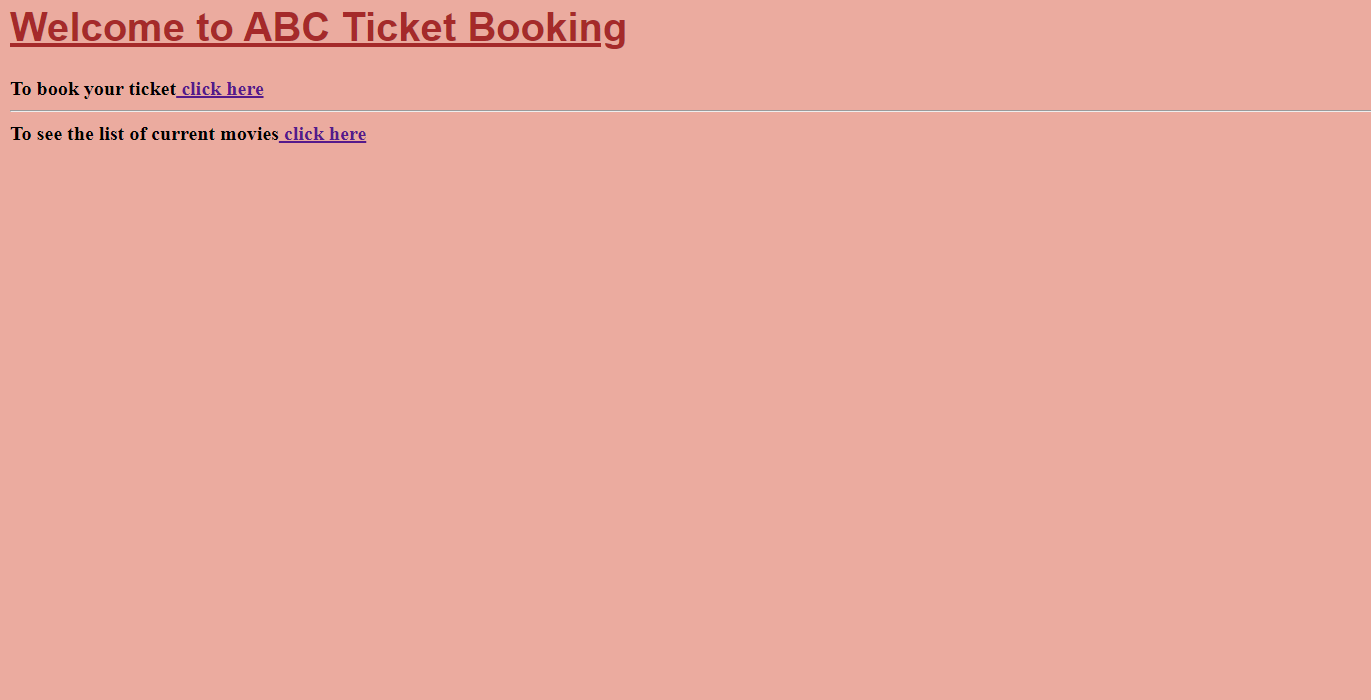 Welcome to ABC Ticket Booking
To book your ticket click here
To see the list of current movies click here